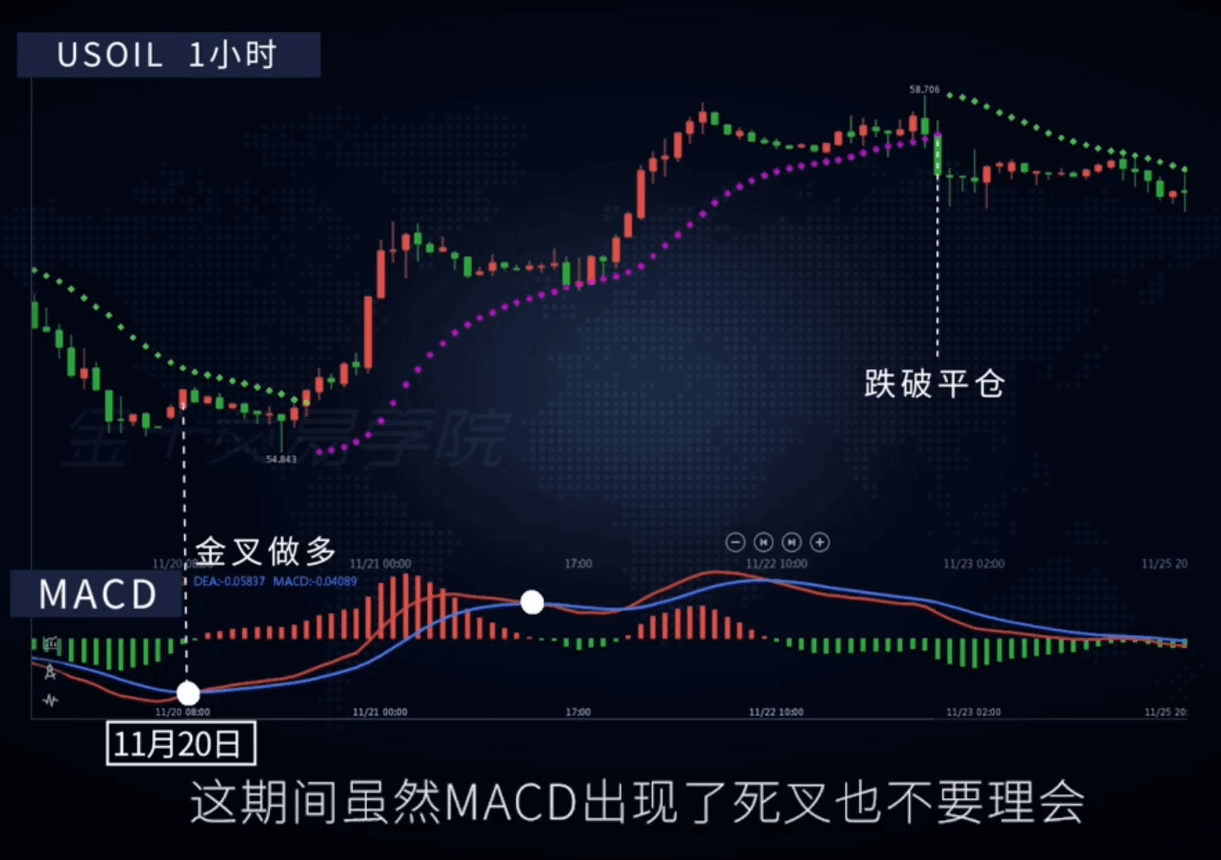 USOIL 1小时
58.706
跌破平仓
金十交易学院
54.843
金叉做多
11/20 08:00 11/21 00:00 17:00 11/22 10:00 11/23 02:00 11/25 20
MACD
DEA:-0.05837 MACD:-0.04089
11/20 08:00 11/21 00:00 17:00 11/22 10:00 11/23 02:00 11/25 20:
11月20日
这期间虽然MACD出现了死叉也不要理会